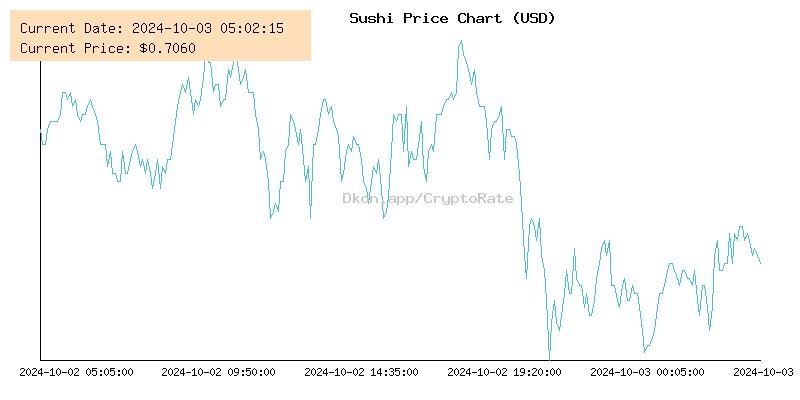 Sushi Price Chart (USD)
Current Date: 2024-10-03 05:02:15
Current Price: $0.7060
Dkdn.app/CryptoRate
2024-10-02 05:05:00 2024-10-02 09:50:00 2024-10-02 14:35:00 2024-10-02 19:20:00 2024-10-03 00:05:00 2024-10-03